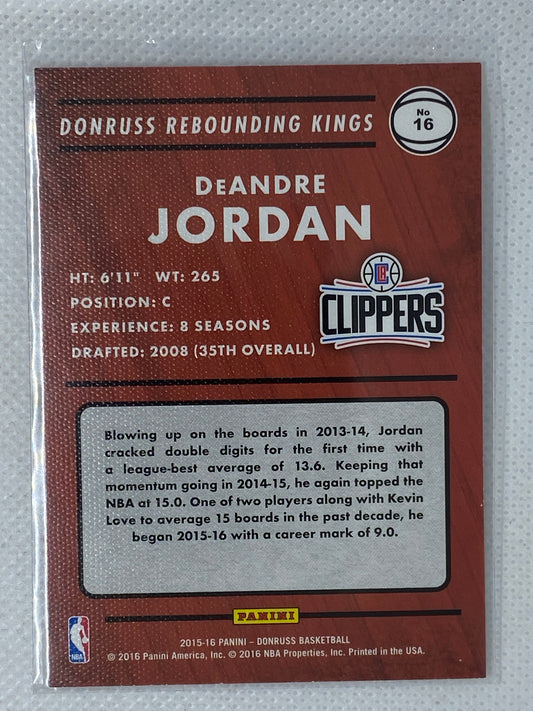 DONRUSS REBOUNDING KINGS
No
16
DeANDRE
JORDAN
HT: 6'11" WT: 265
POSITION: C
EXPERIENCE: 8 SEASONS
DRAFTED: 2008 (35TH OVERALL)
LAC
CLIPPERS
Blowing up on the boards in 2013-14, Jordan
cracked double digits for the first time with
a league-best average of 13.6. Keeping that
momentum going in 2014-15, he again topped the
NBA at 15.0. One of two players along with Kevin
Love to average 15 boards in the past decade, he
began 2015-16 with a career mark of 9.0.
PANINI
NBA
2015-16 PANINI – DONRUSS BASKETBALL
© 2016 Panini America, Inc. © 2016 NBA Properties, Inc. Printed in the USA.